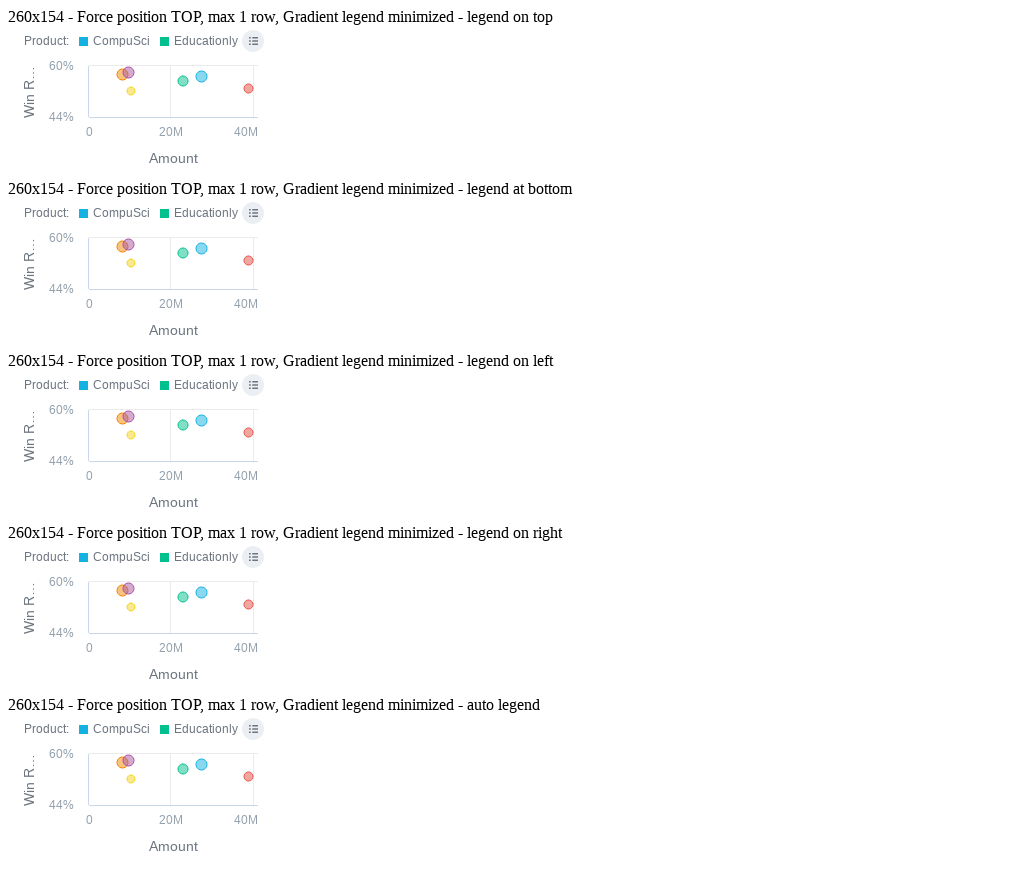 260x154 - Force position TOP, max 1 row, Gradient legend minimized - legend on top
Product: CompuSci Educationly
60%
Win R…
44%
0 20M 40M
Amount
260x154 - Force position TOP, max 1 row, Gradient legend minimized - legend at bottom
Product: CompuSci Educationly
60%
Win R…
44%
0 20M 40M
Amount
260x154 - Force position TOP, max 1 row, Gradient legend minimized - legend on left
Product: CompuSci Educationly
60%
Win R…
44%
0 20M 40M
Amount
260x154 - Force position TOP, max 1 row, Gradient legend minimized - legend on right
Product: CompuSci Educationly
60%
Win R…
44%
0 20M 40M
Amount
260x154 - Force position TOP, max 1 row, Gradient legend minimized - auto legend
Product: CompuSci Educationly
60%
Win R…
44%
0 20M 40M
Amount